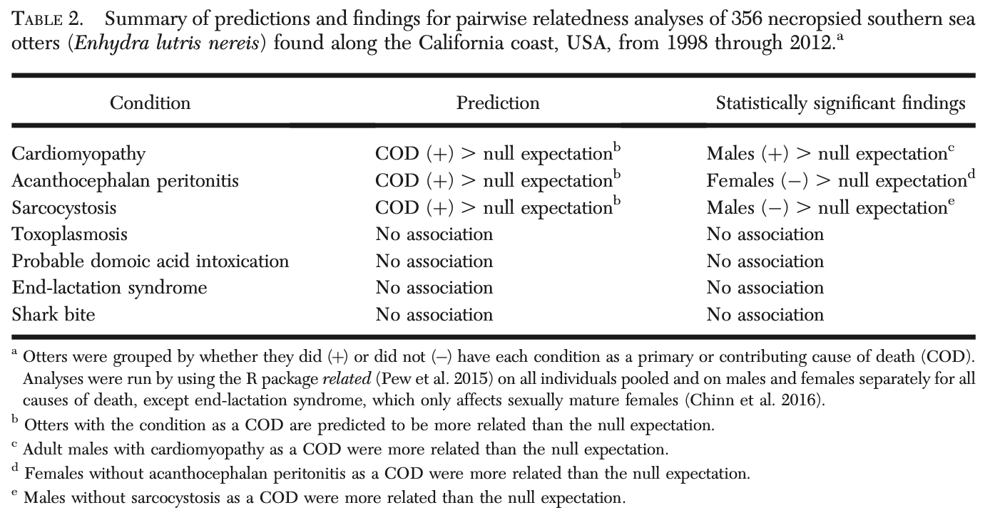 TABLE 2. Summary of predictions and findings for pairwise relatedness analyses of 356 necropsied southern sea
otters (Enhydra lutris nereis) found along the California coast, USA, from 1998 through 2012.a
Condition Prediction Statistically significant findings
Cardiomyopathy COD (+) > null expectationb Males (+) > null expectationc
Acanthocephalan peritonitis COD (+) > null expectationb Females (−) > null expectationd
Sarcocystosis COD (+) > null expectationb Males (−) > null expectatione
Toxoplasmosis No association No association
Probable domoic acid intoxication No association No association
End-lactation syndrome No association No association
Shark bite No association No association
a Otters were grouped by whether they did (+) or did not (−) have each condition as a primary or contributing cause of death (COD).
Analyses were run by using the R package related (Pew et al. 2015) on all individuals pooled and on males and females separately for all
causes of death, except end-lactation syndrome, which only affects sexually mature females (Chinn et al. 2016).
b Otters with the condition as a COD are predicted to be more related than the null expectation.
c Adult males with cardiomyopathy as a COD were more related than the null expectation.
d Females without acanthocephalan peritonitis as a COD were more related than the null expectation.
e Males without sarcocystosis as a COD were more related than the null expectation.